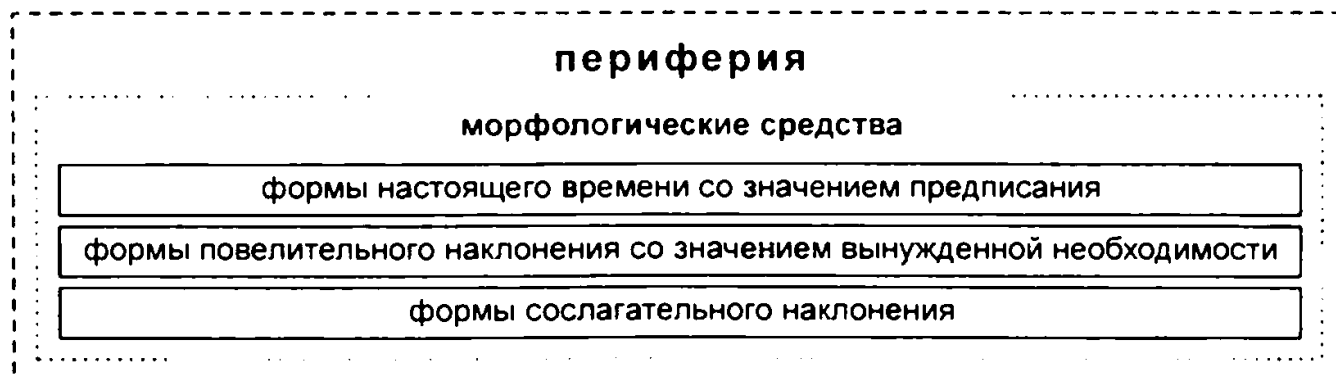 периферия
морфологические средства
формы настоящего времени со значением предписания
формы повелительного наклонения со значением вынужденной необходимости
формы сослагательного наклонения